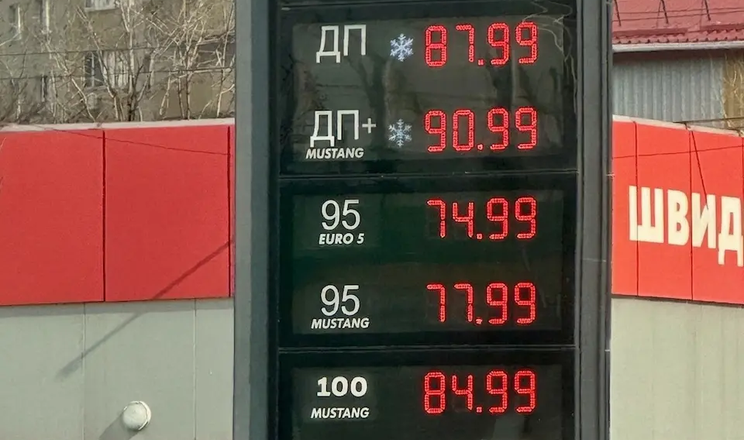 ДП 87.99
ДП+ 90.99
MUSTANG
95 74.99
EURO 5
95 77.99
MUSTANG
100 84.99
MUSTANG
ШВИД